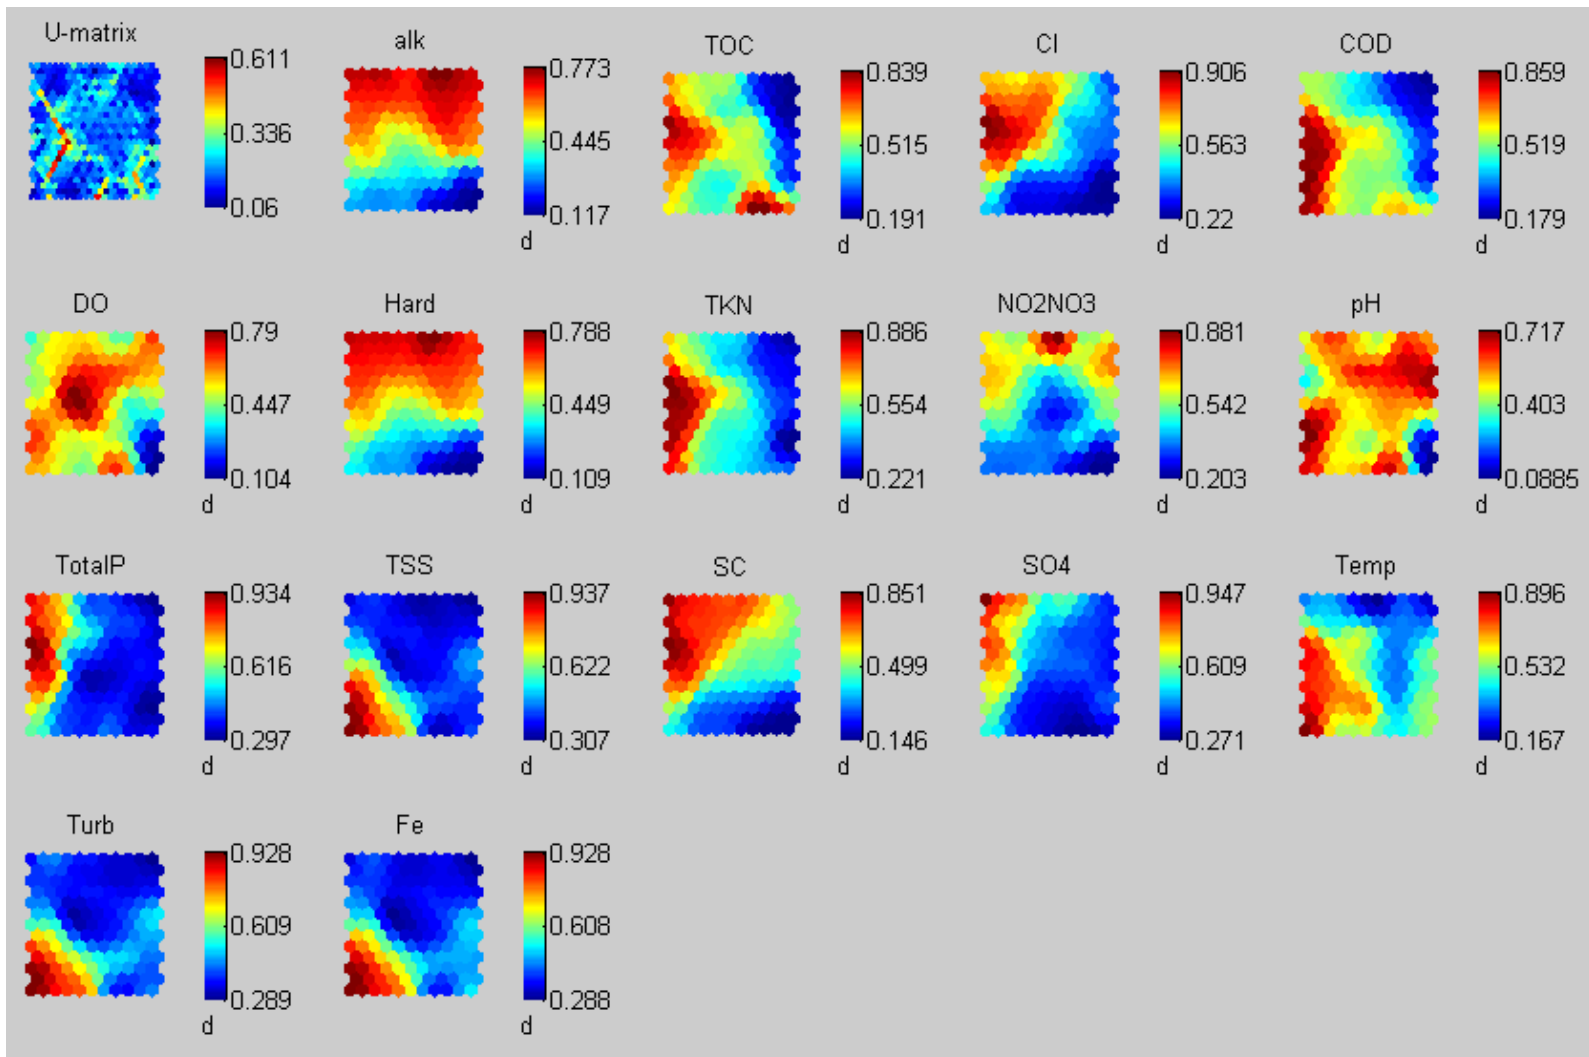 U-matrix
0.611
0.336
0.06
alk
0.773
0.445
0.117
d
TOC
0.839
0.515
0.191
d
Cl
0.906
0.563
0.22
d
COD
0.859
0.519
0.179
d
DO
0.79
0.447
0.104
d
Hard
0.788
0.449
0.109
d
TKN
0.886
0.554
0.221
d
NO2NO3
0.881
0.542
0.203
d
pH
0.717
0.403
0.0885
d
TotalP
0.934
0.616
0.297
d
TSS
0.937
0.622
0.307
d
SC
0.851
0.499
0.146
d
SO4
0.947
0.609
0.271
d
Temp
0.896
0.532
0.167
d
Turb
0.928
0.609
0.289
d
Fe
0.928
0.608
0.288
d